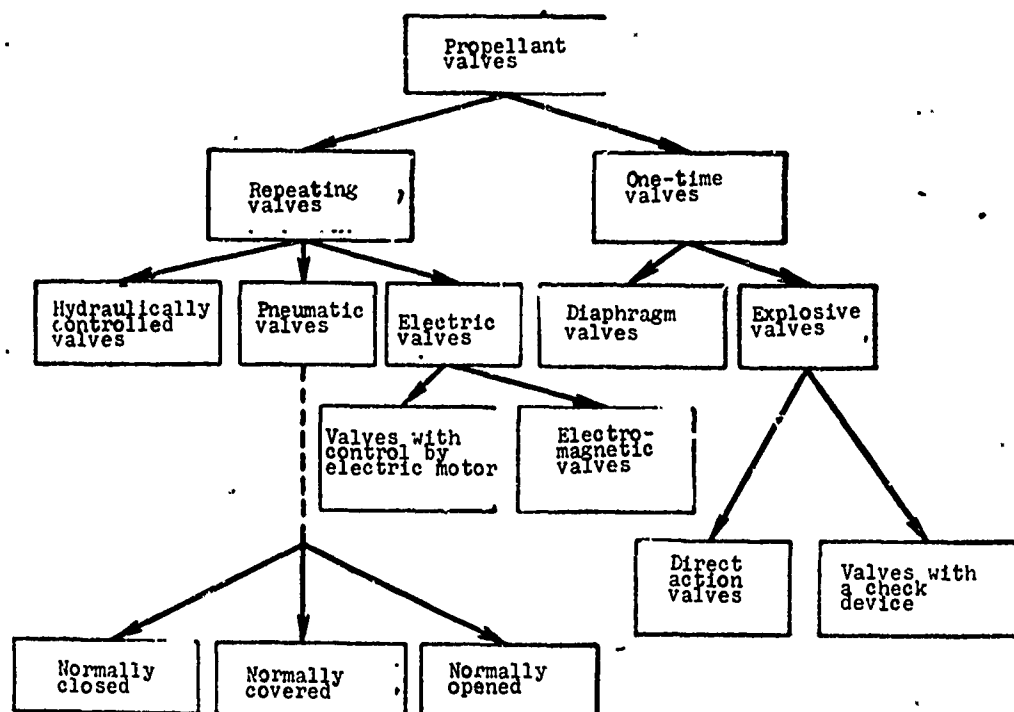 Propellant
valves
Repeating
valves
One-time
valves
Hydraulically
controlled
valves
Pneumatic
valves
Electric
valves
Diaphragm
valves
Explosive
valves
Valves with
control by
electric motor
Electro-
magnetic
valves
Direct
action
valves
Valves with
a check
device
Normally
closed
Normally
covered
Normally
opened